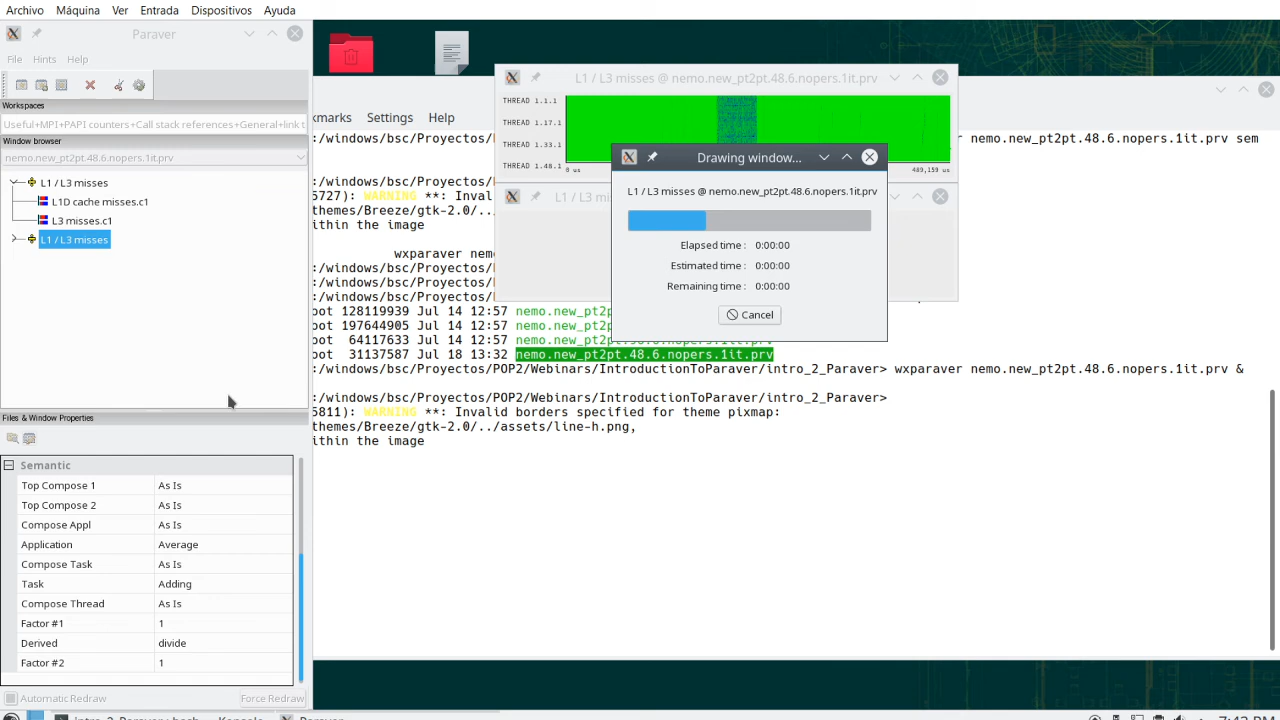 Archivo Máquina Ver Entrada Dispositivos Ayuda
Paraver
File Hints Help
Workspaces
MPI+PAPI counters+Call stack references+General+link t
nemo.new_pt2pt.48.6.nopers.1it.prv
L1 / L3 misses
L1D cache misses.c1
L3 misses.c1
L1 / L3 misses
Files & Window Properties
Semantic
Top Compose 1 As Is
Top Compose 2 As Is
Compose Appl As Is
Application Average
Compose Task As Is
Task Adding
Compose Thread As Is
Factor #1 1
Derived divide
Factor #2 1
Automatic Redraw Force Redraw
kmarks Settings Help
:/windows/bsc/Proyectos/
nemo.new_pt2pt.48.6.nopers.1it.prv sem
5727): WARNING **: Inval
themes/Breeze/gtk-2.0/..
ithin the image
wxparaver nem
:/windows/bsc/Proyectos/
:/windows/bsc/Proyectos/
:/windows/bsc/Proyectos/
oot 128119939 Jul 14 12:57 nemo.new_pt2p
oot 197644905 Jul 14 12:57 nemo.new_pt2p
oot 64117633 Jul 14 12:57
oot 31137587 Jul 18 13:32 nemo.new_pt2pt.48.6.nopers.1it.prv
:/windows/bsc/Proyectos/POP2/Webinars/IntroductionToParaver/intro_2_Paraver> wxparaver nemo.new_pt2pt.48.6.nopers.1it.prv &
:/windows/bsc/Proyectos/POP2/Webinars/IntroductionToParaver/intro_2_Paraver>
5811): WARNING **: Invalid borders specified for theme pixmap:
themes/Breeze/gtk-2.0/../assets/line-h.png,
ithin the image
L1 / L3 misses @ nemo.new_pt2pt.48.6.nopers.1it.prv
THREAD 1.1.1
THREAD 1.17.1
THREAD 1.33.1
THREAD 1.48.1
0 us 489,159 us
L1 / L3 mi
Drawing window...
L1 / L3 misses @ nemo.new_pt2pt.48.6.nopers.1it.prv
Elapsed time : 0:00:00
Estimated time : 0:00:00
Remaining time : 0:00:00
Cancel